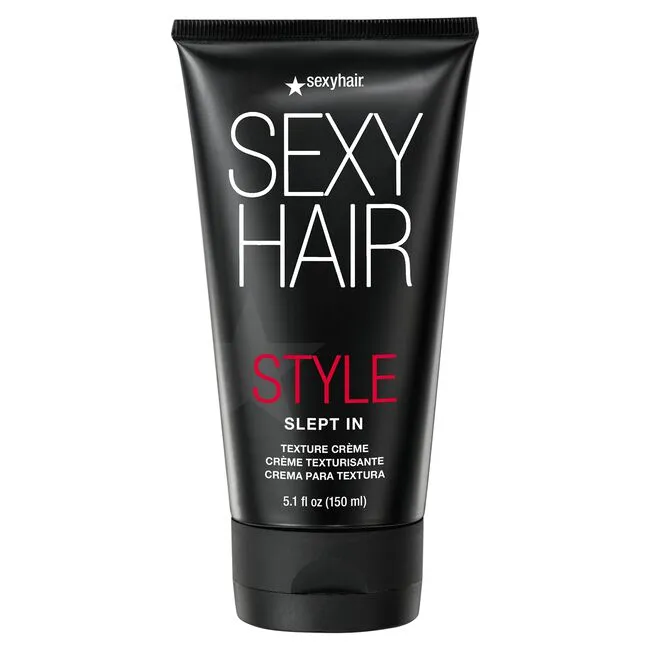 sexyhair.
SEXY
HAIR
STYLE
SLEPT IN
TEXTURE CRÈME
CRÈME TEXTURISANTE
CREMA PARA TEXTURA
5.1 fl oz (150 ml)